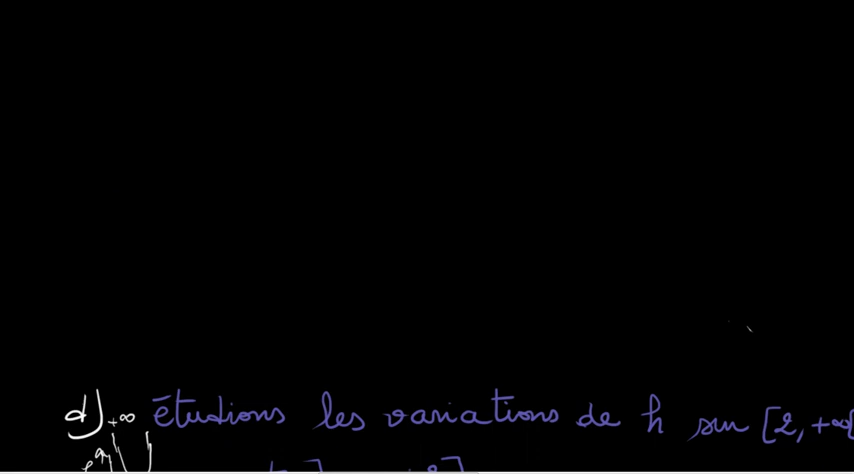 d) +∞ étudions les variations de h sur [2, +∞[